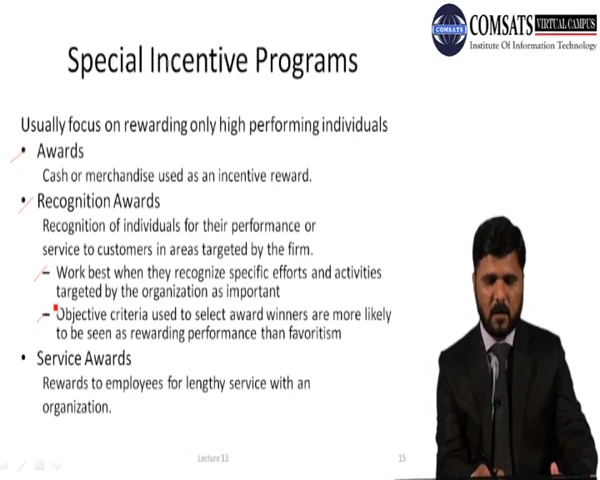 COMSATS VIRTUAL CAMPUS
Institute Of Information Technology
COMSATS
Special Incentive Programs
Usually focus on rewarding only high performing individuals
• Awards
Cash or merchandise used as an incentive reward.
• Recognition Awards
Recognition of individuals for their performance or
service to customers in areas targeted by the firm.
– Work best when they recognize specific efforts and activities
targeted by the organization as important
– Objective criteria used to select award winners are more likely
to be seen as rewarding performance than favoritism
• Service Awards
Rewards to employees for lengthy service with an
organization.
Lecture 13
15